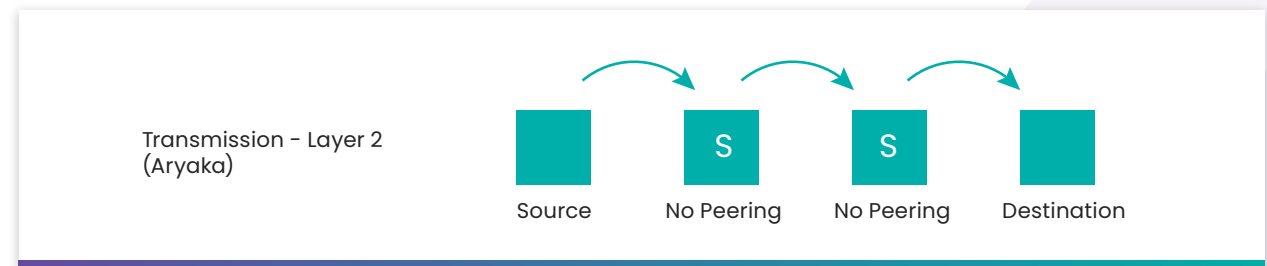 S
S
Transmission - Layer 2
(Aryaka)
Source
No Peering
No Peering
Destination